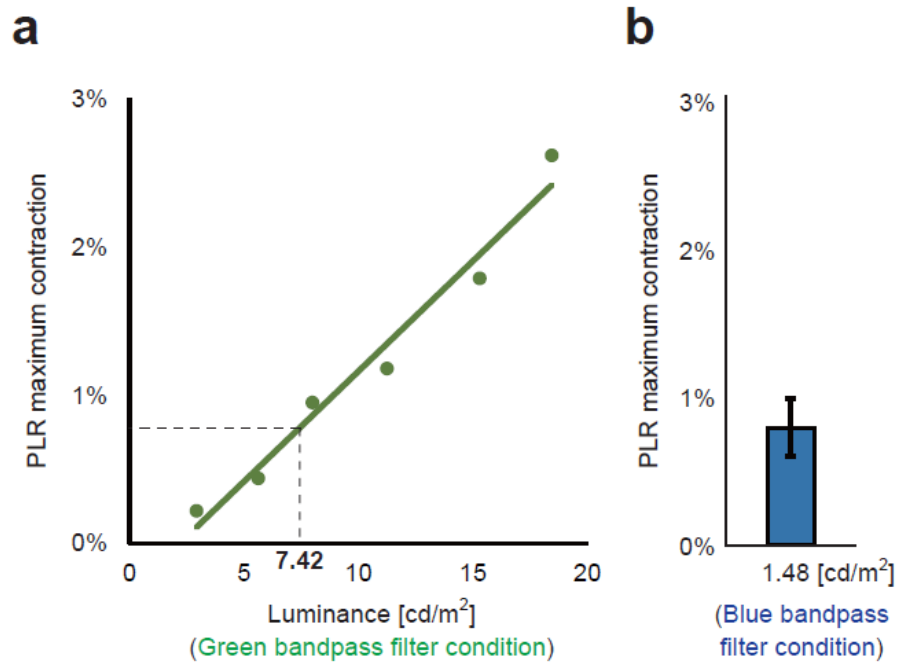 a
3%
2%
1%
0%
PLR maximum contraction
0
5
7.42
10
15
20
Luminance [cd/m²]
(Green bandpass filter condition)
b
3%
2%
1%
0%
PLR maximum contraction
1.48 [cd/m²]
(Blue bandpass
filter condition)